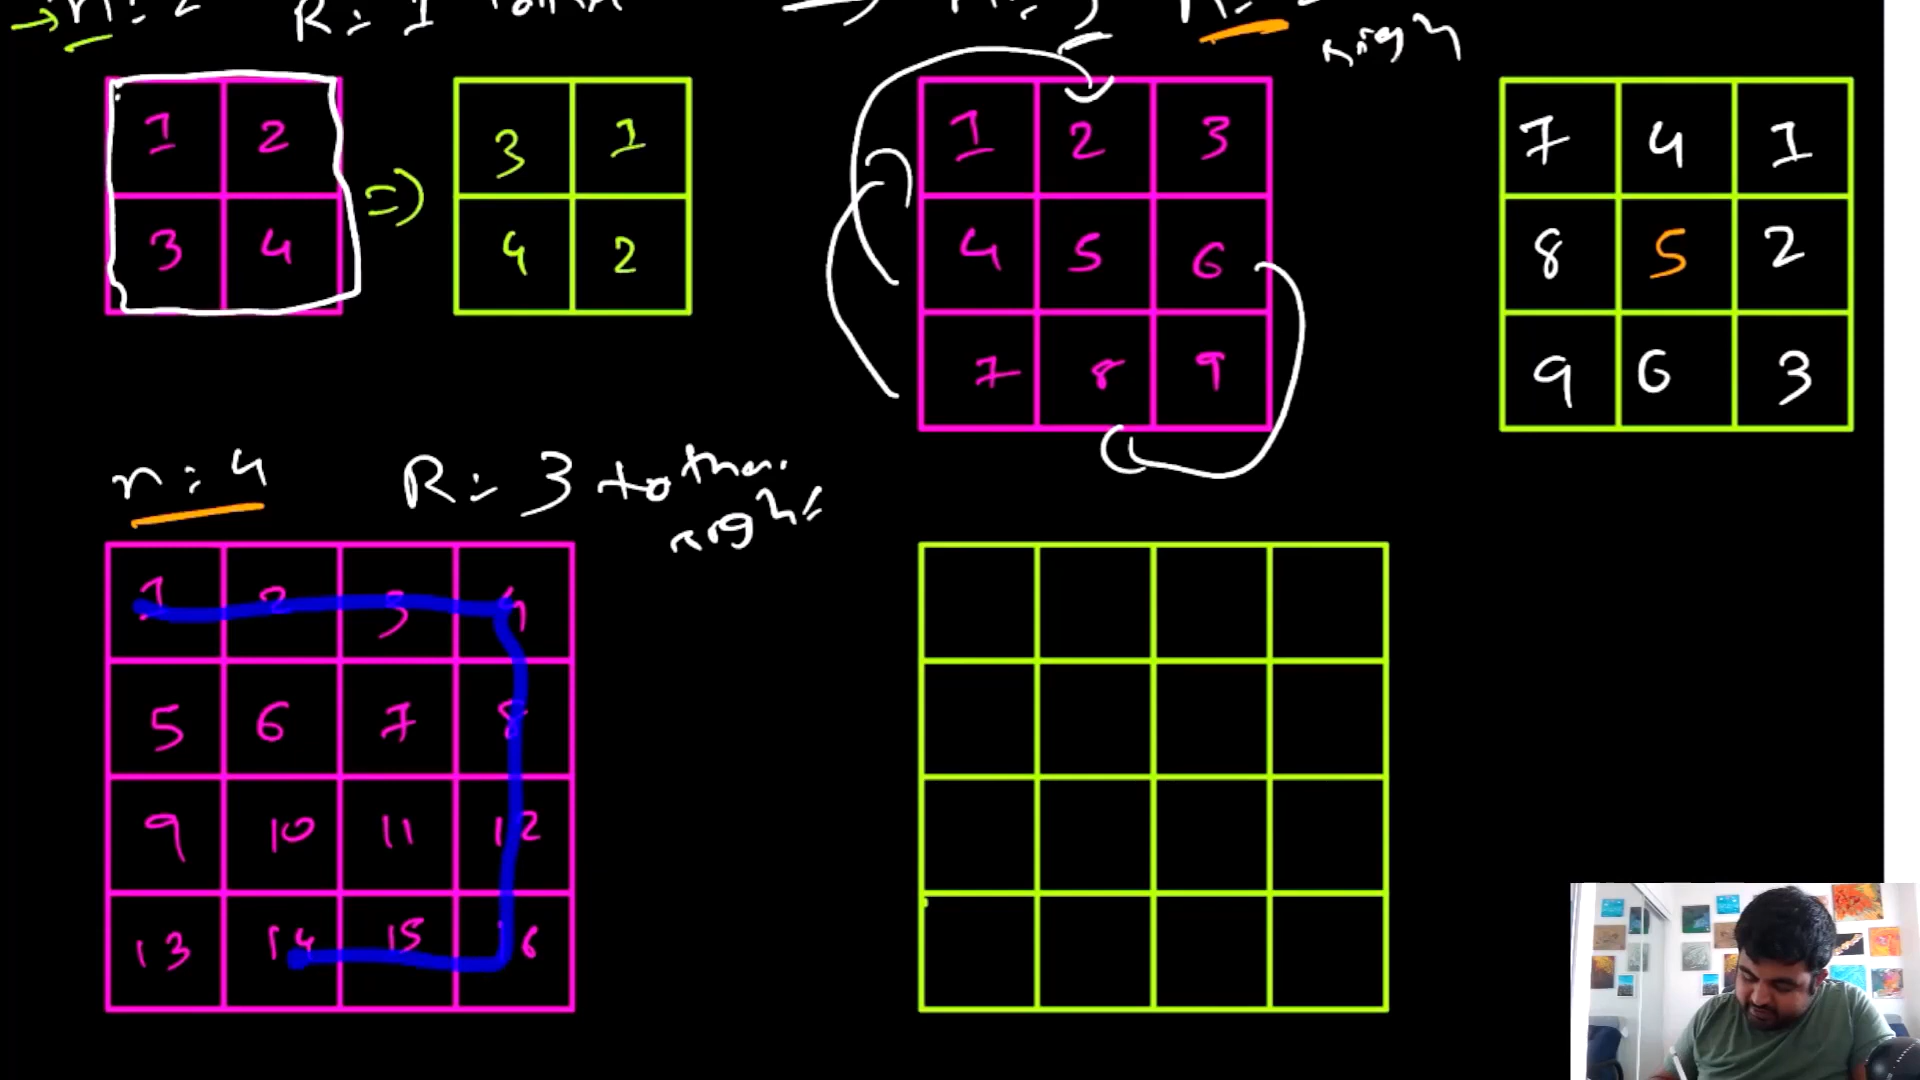 R = 1
1 2
3 4
=>
3 1
4 2
1 2 3
4 5 6
7 8 9
7 4 1
8 5 2
9 6 3
n = 4 R = 3 to the right
1 2 3 4
5 6 7 8
9 10 11 12
13 14 15 16